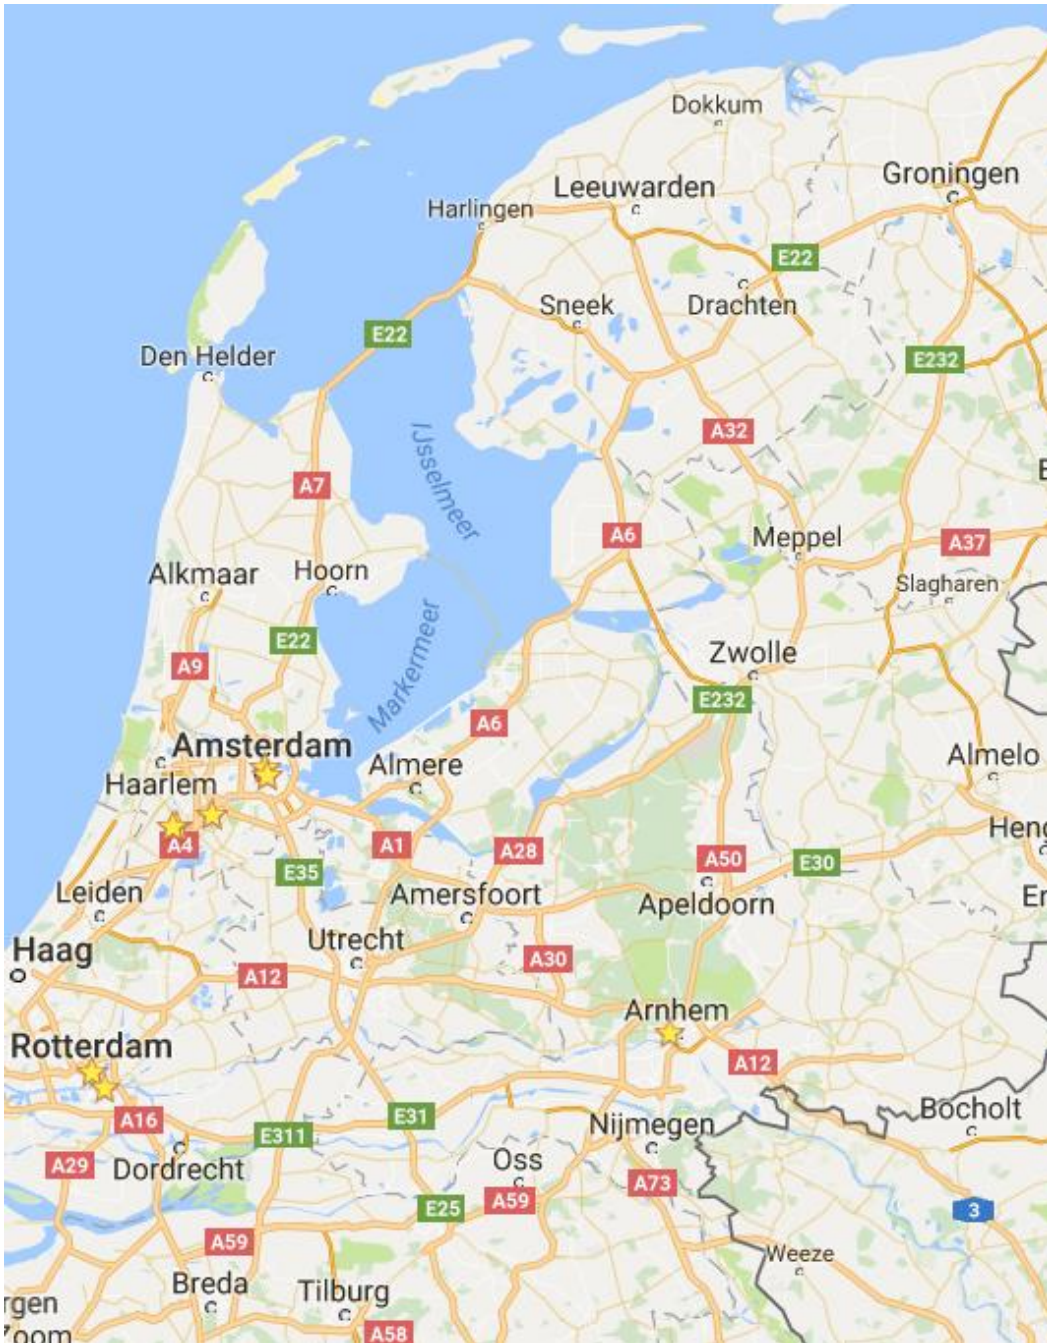 Dokkum
Groningen
Leeuwarden
Harlingen
E22
Sneek
Drachten
E22
Den Helder
E232
IJsselmeer
A32
A7
A6
Meppel
A37
E
Alkmaar
Hoorn
Slagharen
Markermeer
E22
A9
Zwolle
E232
A6
Amsterdam
Almere
Almelo
Haarlem
Heng
A4
A1
A28
A50
E30
E35
Leiden
Amersfoort
Apeldoorn
En
Haag
Utrecht
A12
A30
Arnhem
Rotterdam
A12
A16
E31
Bocholt
E311
Nijmegen
Dordrecht
A29
Oss
A73
A59
E25
3
A59
Weeze
Breda
Tilburg
rgen
Zoom
A58